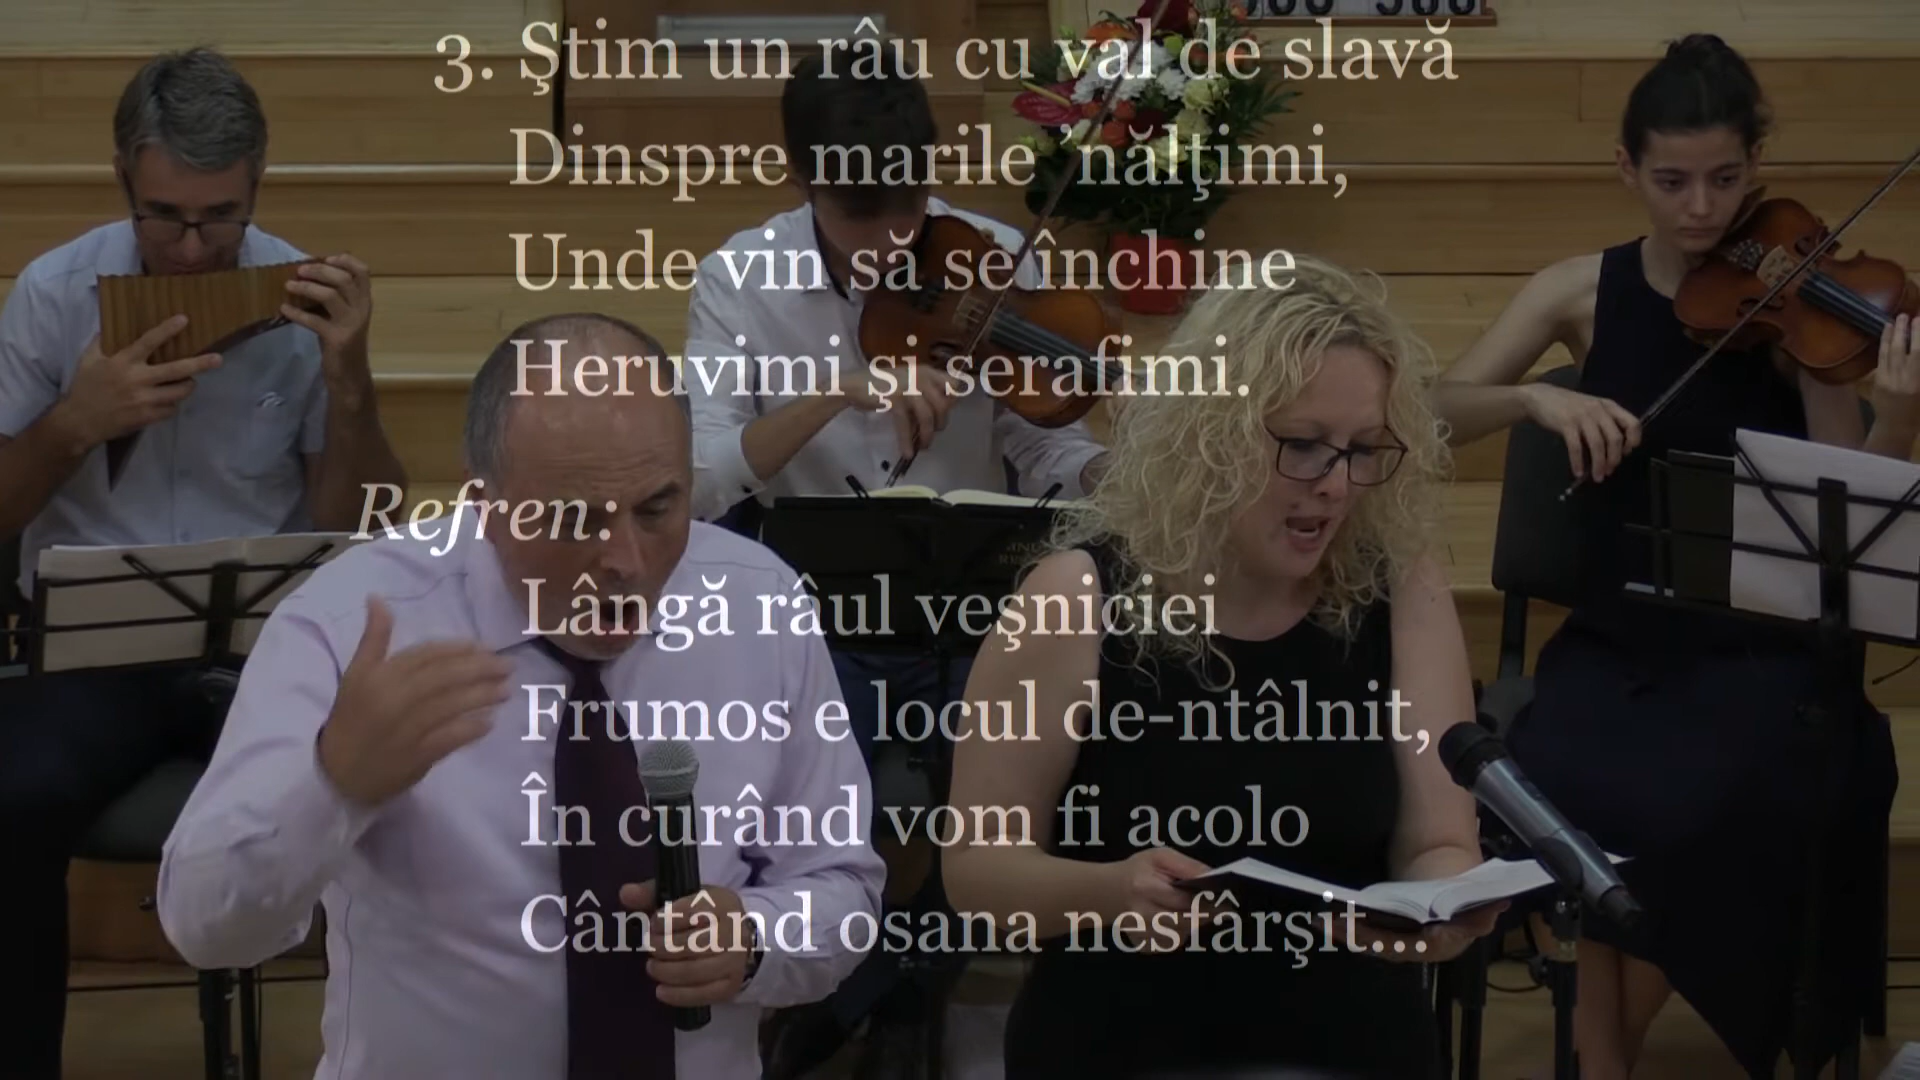 3. Ştim un râu cu val de slavă
Dinspre marile ’nălţimi,
Unde vin să se închine
Heruvimi şi serafimi.
Refren:
Lângă râul veşniciei
Frumos e locul de-ntâlnit,
În curând vom fi acolo
Cântând osana nesfârşit...